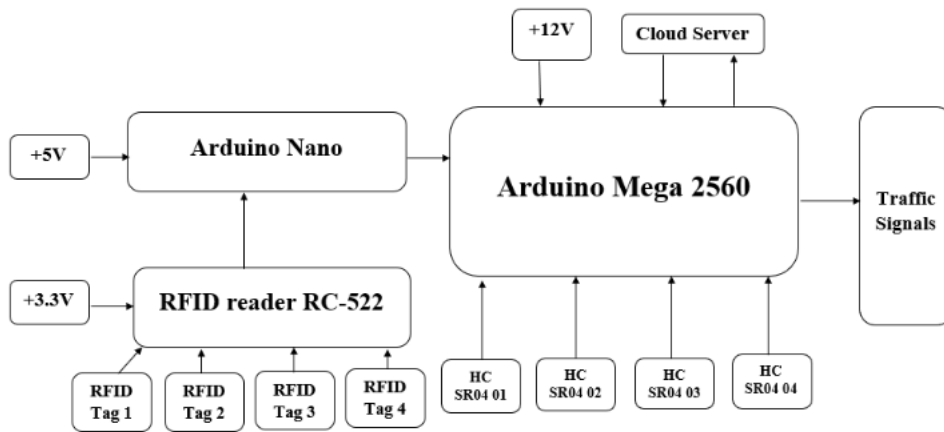 +12V
Cloud Server
+5V
Arduino Nano
Arduino Mega 2560
Traffic
Signals
+3.3V
RFID reader RC-522
RFID
Tag 1
RFID
Tag 2
RFID
Tag 3
RFID
Tag 4
HC
SR04 01
HC
SR04 02
HC
SR04 03
HC
SR04 04